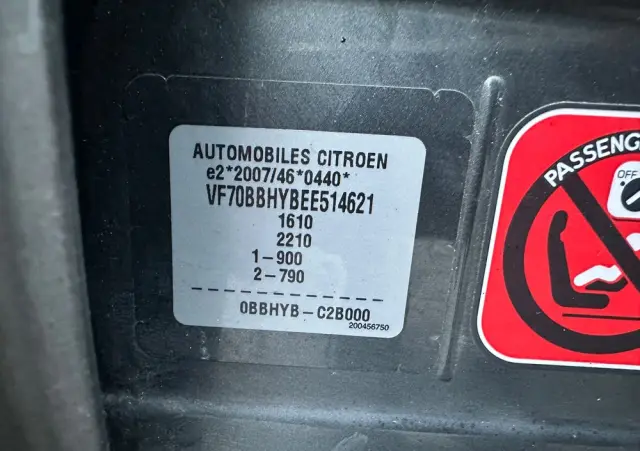 AUTOMOBILES CITROEN
e2*2007/46*0440*
VF70BBHYBEE514621
1610
2210
1-900
2-790
0BBHYB-C2B000
200456750
PASSENG
OFF